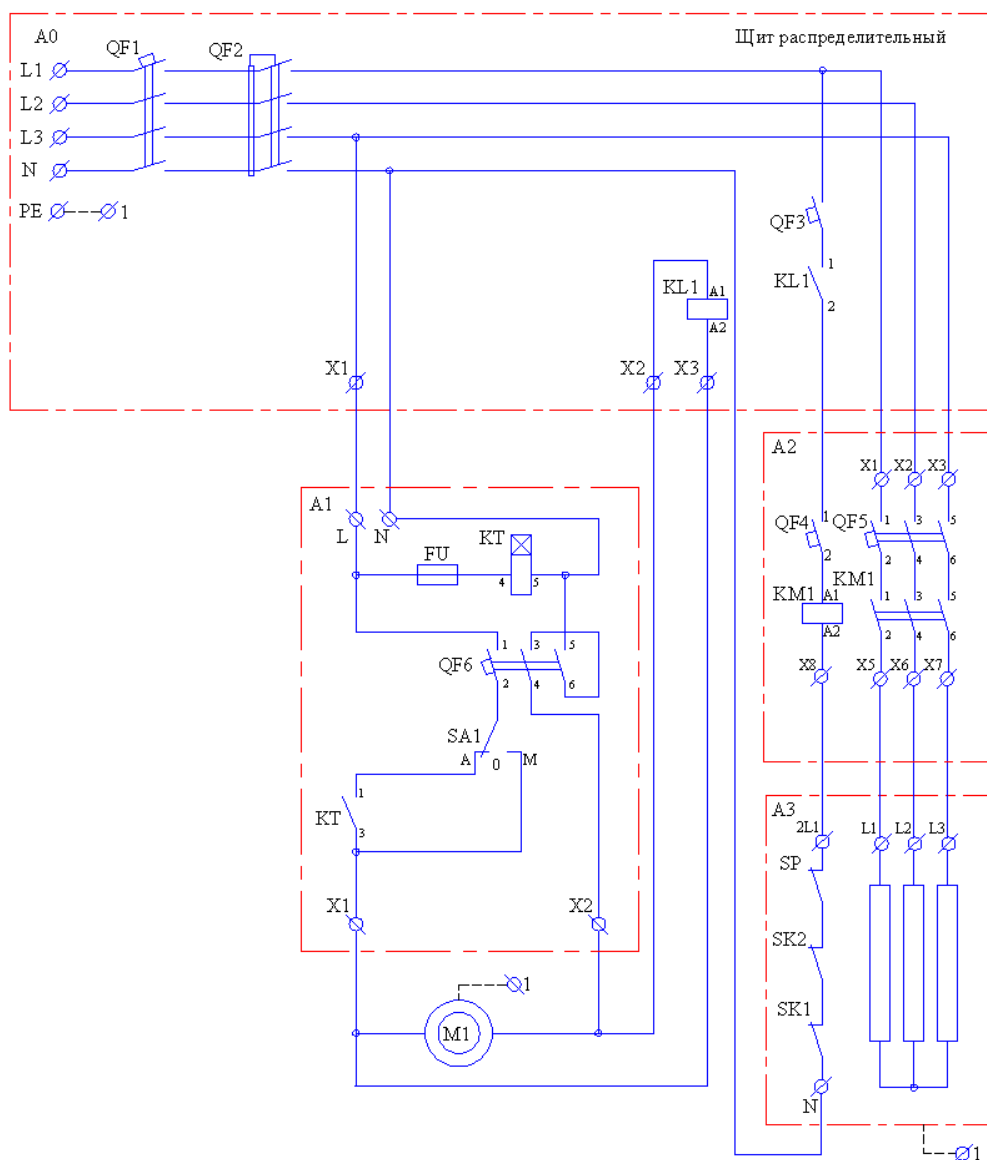 A0
QF1
QF2
Щит распределительный
L1
L2
L3
N
PE
1
QF3
KL1
1
2
KL1
A1
A2
X1
X2
X3
A2
X1
X2
X3
A1
L
N
FU
KT
4
5
QF4
1
2
QF5
1
3
5
2
4
6
KM1
A1
A2
KM1
1
3
5
2
4
6
QF6
1
3
5
2
4
6
X8
X5
X6
X7
SA1
A
0
M
KT
1
3
A3
2L1
L1
L2
L3
SP
X1
X2
SK2
1
SK1
M1
N
1